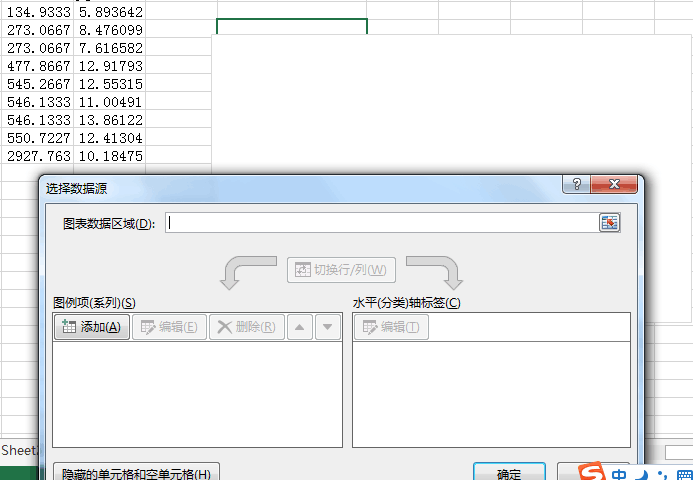 134.9333 5.893642
273.0667 8.476099
273.0667 7.616582
477.8667 12.91793
545.2667 12.55315
546.1333 11.00491
546.1333 13.86122
550.7227 12.41304
2927.763 10.18475
选择数据源
?
图表数据区域(D):
切换行/列(W)
图例项(系列)(S)
水平(分类)轴标签(C)
添加(A) 编辑(E) 删除(R) 编辑(T)
Sheet
隐藏的单元格和空单元格(H) 确定
S 中